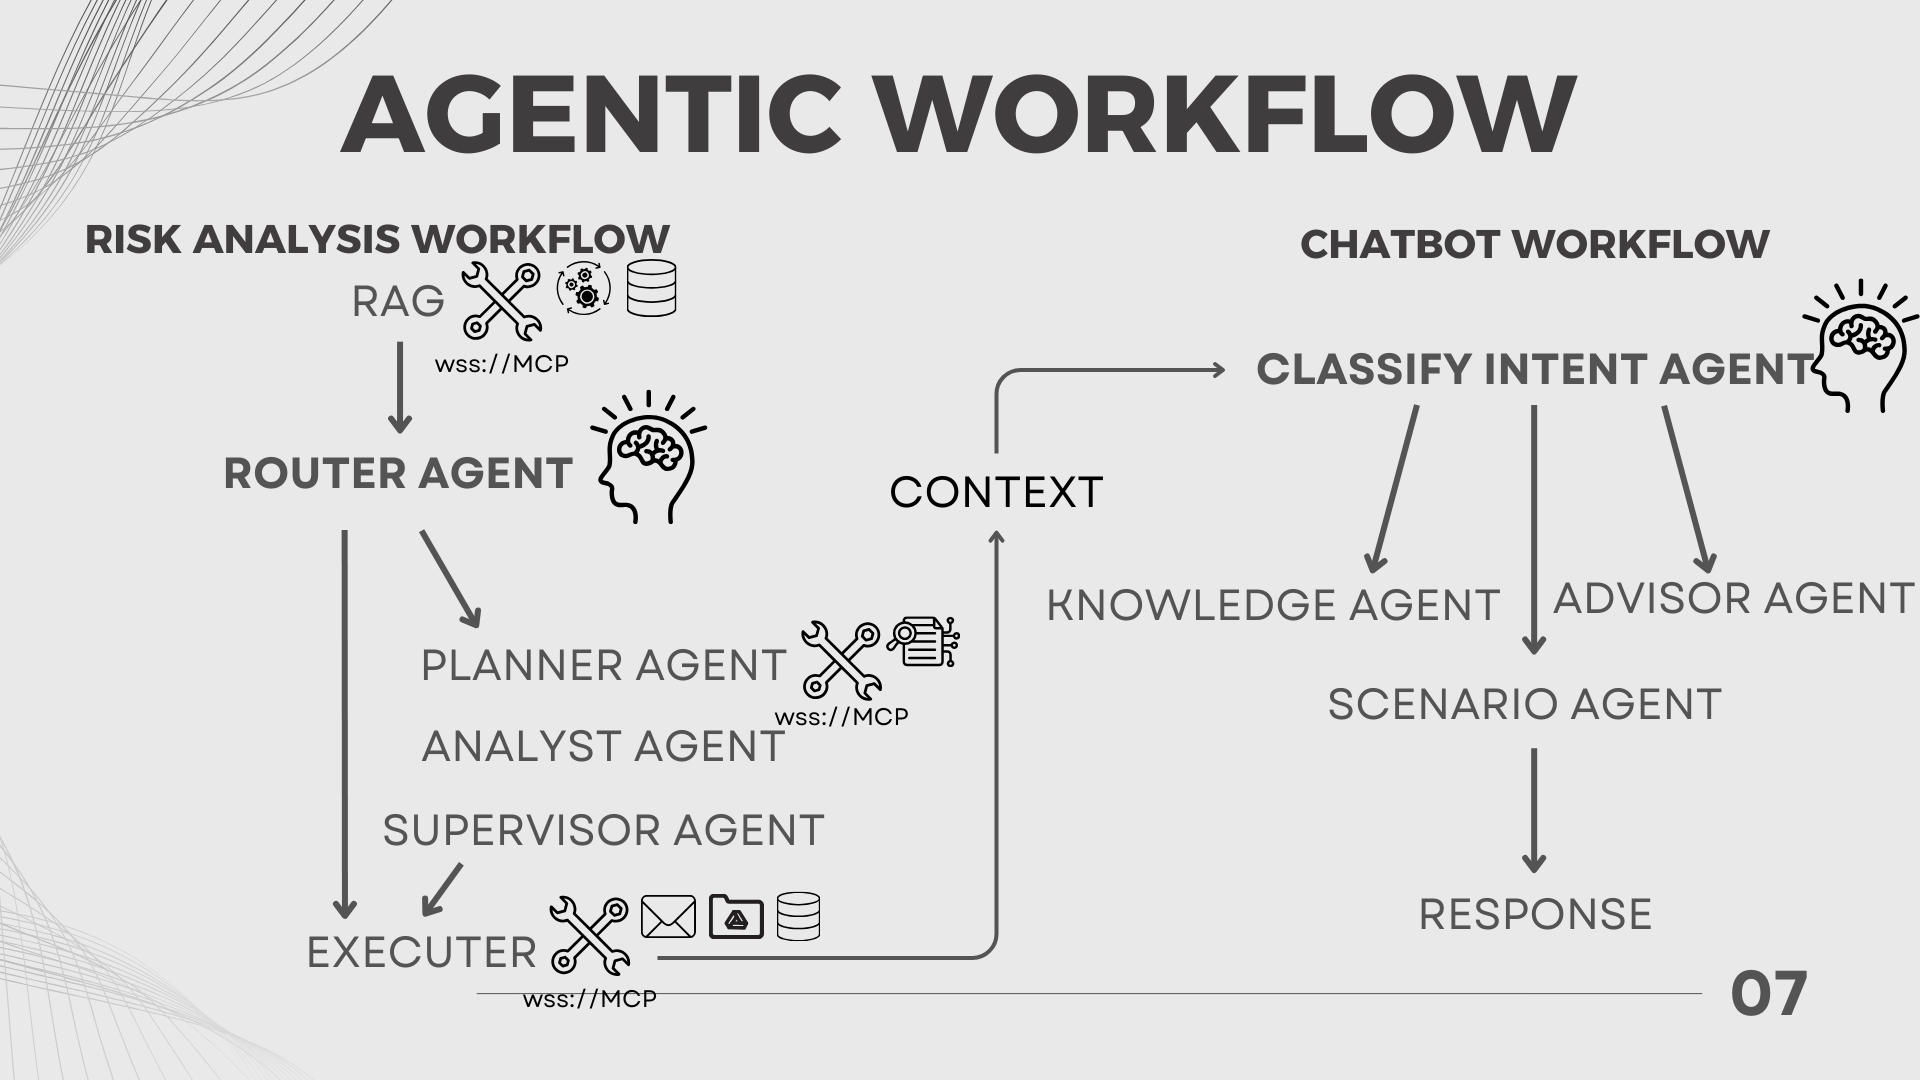 AGENTIC WORKFLOW
RISK ANALYSIS WORKFLOW
RAG
wss://MCP
ROUTER AGENT
PLANNER AGENT
wss://MCP
ANALYST AGENT
SUPERVISOR AGENT
EXECUTER
wss://MCP
CONTEXT
CHATBOT WORKFLOW
CLASSIFY INTENT AGENT
KNOWLEDGE AGENT
ADVISOR AGENT
SCENARIO AGENT
RESPONSE
07